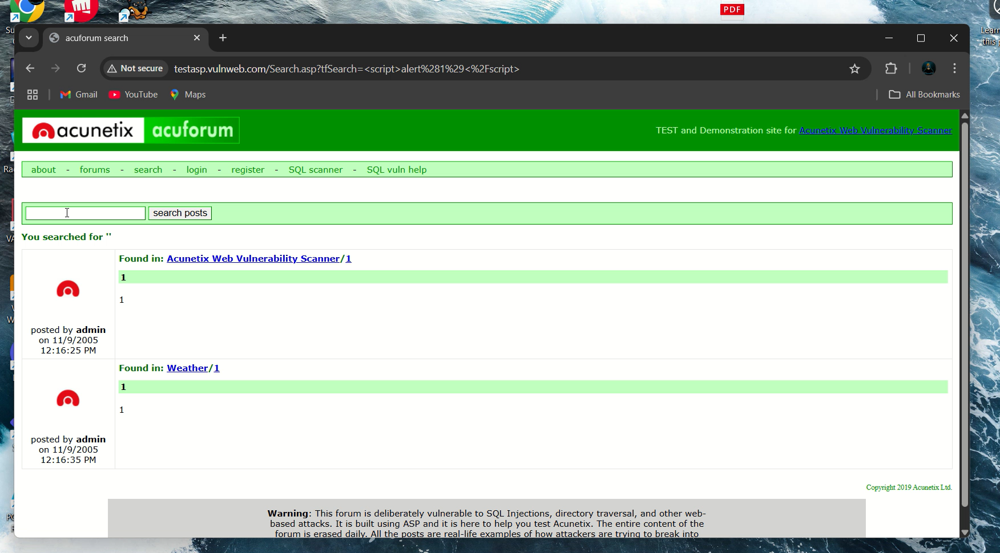 PDF
Su
Learn
this p
acuforum search
Not secure
testasp.vulnweb.com/Search.asp?tfSearch=<script>alert%281%29<%2Fscript>
Gmail
YouTube
Maps
All Bookmarks
acunetix acuforum
TEST and Demonstration site for Acunetix Web Vulnerability Scanner
about - forums - search - login - register - SQL scanner - SQL vuln help
search posts
You searched for ''
Found in: Acunetix Web Vulnerability Scanner/1
1
1
posted by admin
on 11/9/2005
12:16:25 PM
Found in: Weather/1
1
1
posted by admin
on 11/9/2005
12:16:35 PM
Copyright 2019 Acunetix Ltd.
Warning: This forum is deliberately vulnerable to SQL Injections, directory traversal, and other web-
based attacks. It is built using ASP and it is here to help you test Acunetix. The entire content of the
forum is erased daily. All the posts are real-life examples of how attackers are trying to break into